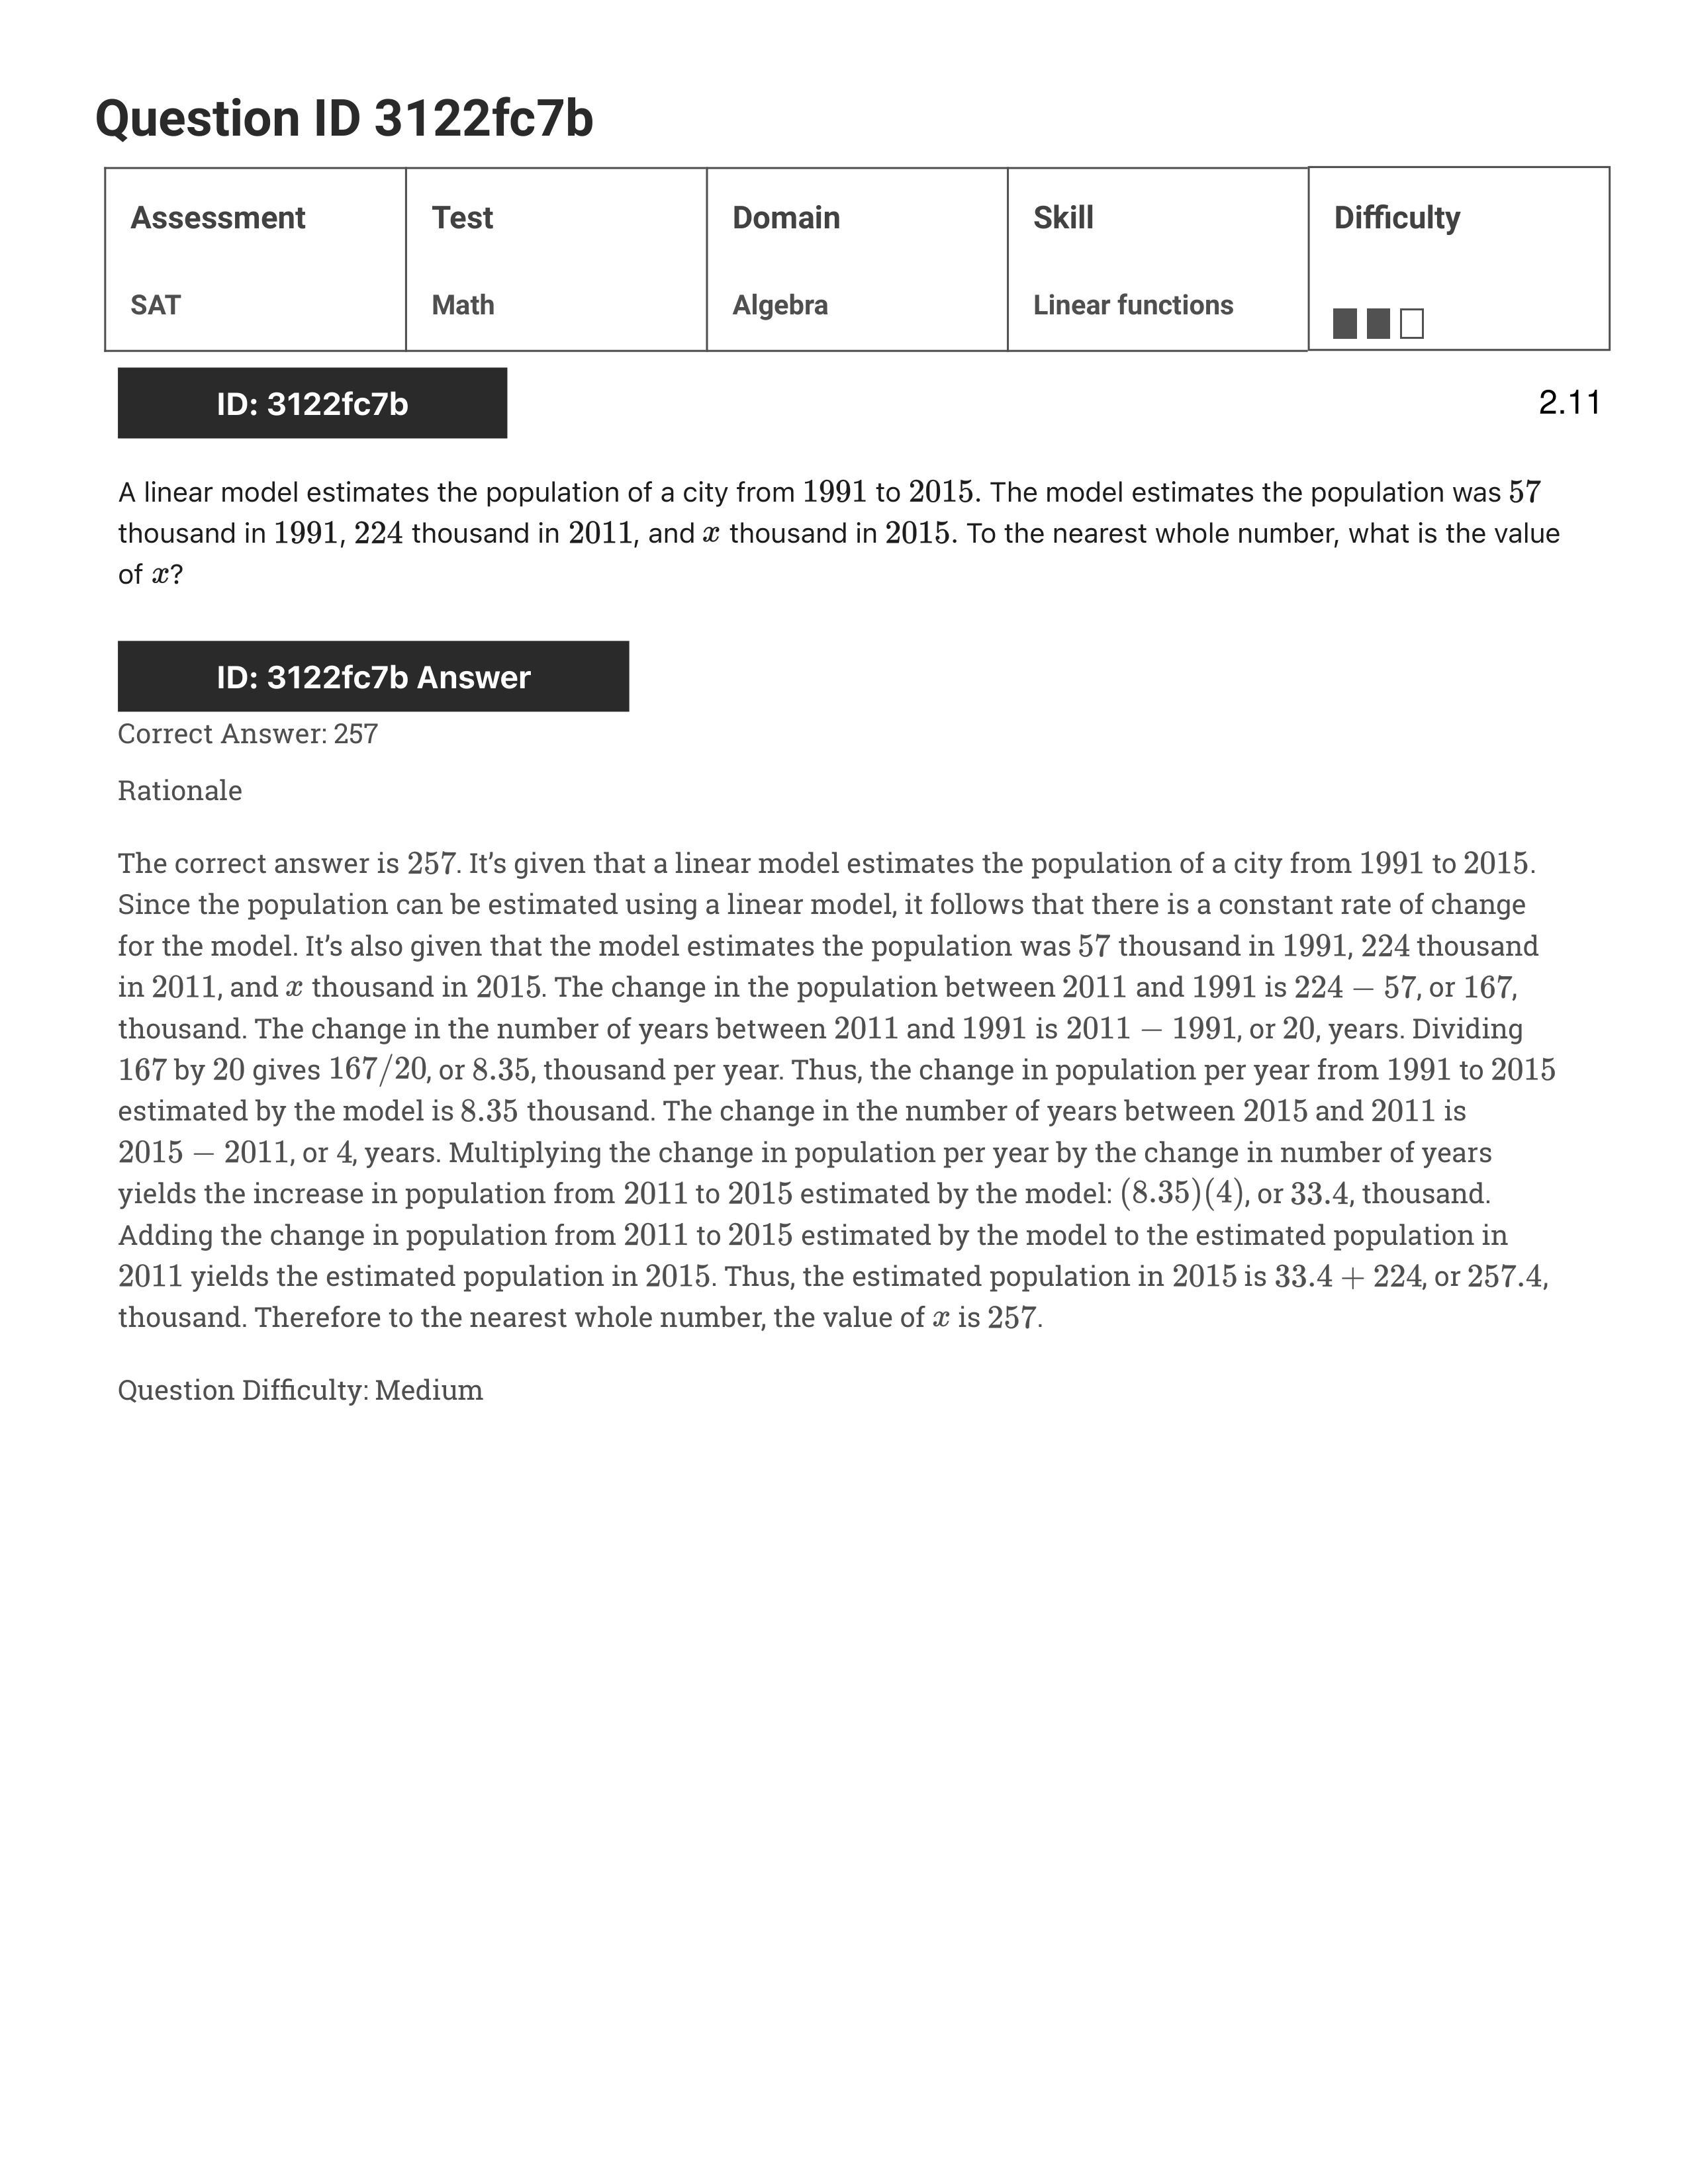 Question ID 3122fc7b
Assessment Test Domain Skill Difficulty
SAT Math Algebra Linear functions
ID: 3122fc7b
2.11
A linear model estimates the population of a city from 1991 to 2015. The model estimates the population was 57
thousand in 1991, 224 thousand in 2011, and x thousand in 2015. To the nearest whole number, what is the value
of x?
ID: 3122fc7b Answer
Correct Answer: 257
Rationale
The correct answer is 257. It’s given that a linear model estimates the population of a city from 1991 to 2015.
Since the population can be estimated using a linear model, it follows that there is a constant rate of change
for the model. It’s also given that the model estimates the population was 57 thousand in 1991, 224 thousand
in 2011, and x thousand in 2015. The change in the population between 2011 and 1991 is 224 − 57, or 167,
thousand. The change in the number of years between 2011 and 1991 is 2011 − 1991, or 20, years. Dividing
167 by 20 gives 167/20, or 8.35, thousand per year. Thus, the change in population per year from 1991 to 2015
estimated by the model is 8.35 thousand. The change in the number of years between 2015 and 2011 is
2015 − 2011, or 4, years. Multiplying the change in population per year by the change in number of years
yields the increase in population from 2011 to 2015 estimated by the model: (8.35)(4), or 33.4, thousand.
Adding the change in population from 2011 to 2015 estimated by the model to the estimated population in
2011 yields the estimated population in 2015. Thus, the estimated population in 2015 is 33.4 + 224, or 257.4,
thousand. Therefore to the nearest whole number, the value of x is 257.
Question Difficulty: Medium